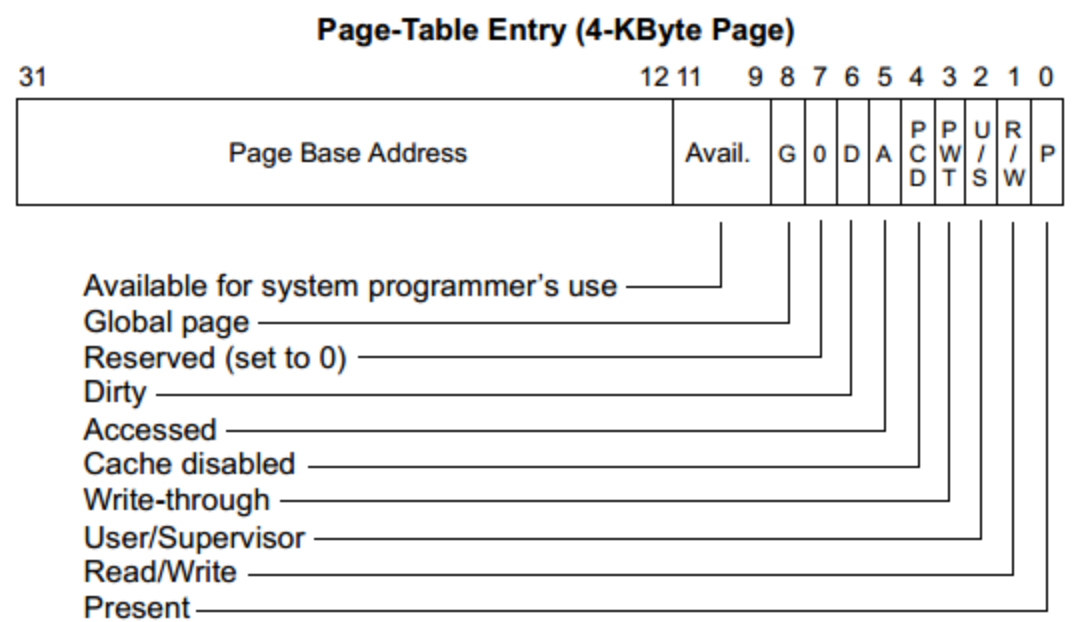 Page-Table Entry (4-KByte Page)
31 12 11 9 8 7 6 5 4 3 2 1 0
Page Base Address Avail. G 0 D A PCD PWT U/S R/W P
Available for system programmer's use
Global page
Reserved (set to 0)
Dirty
Accessed
Cache disabled
Write-through
User/Supervisor
Read/Write
Present